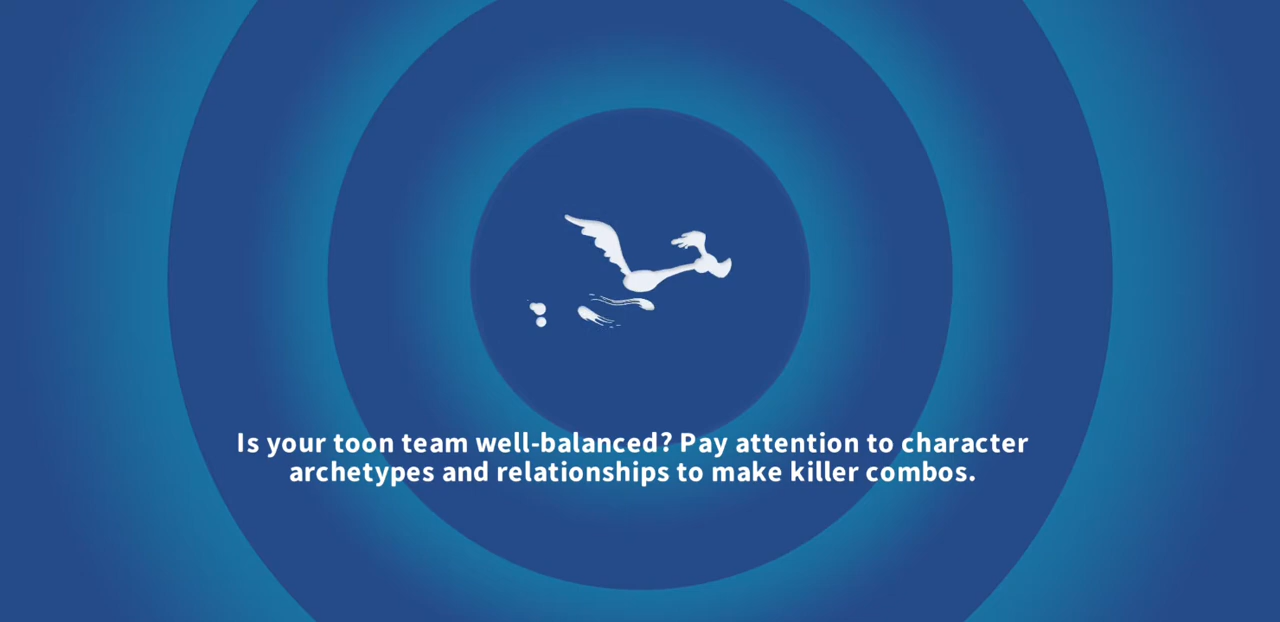 Is your toon team well-balanced? Pay attention to character
archetypes and relationships to make killer combos.